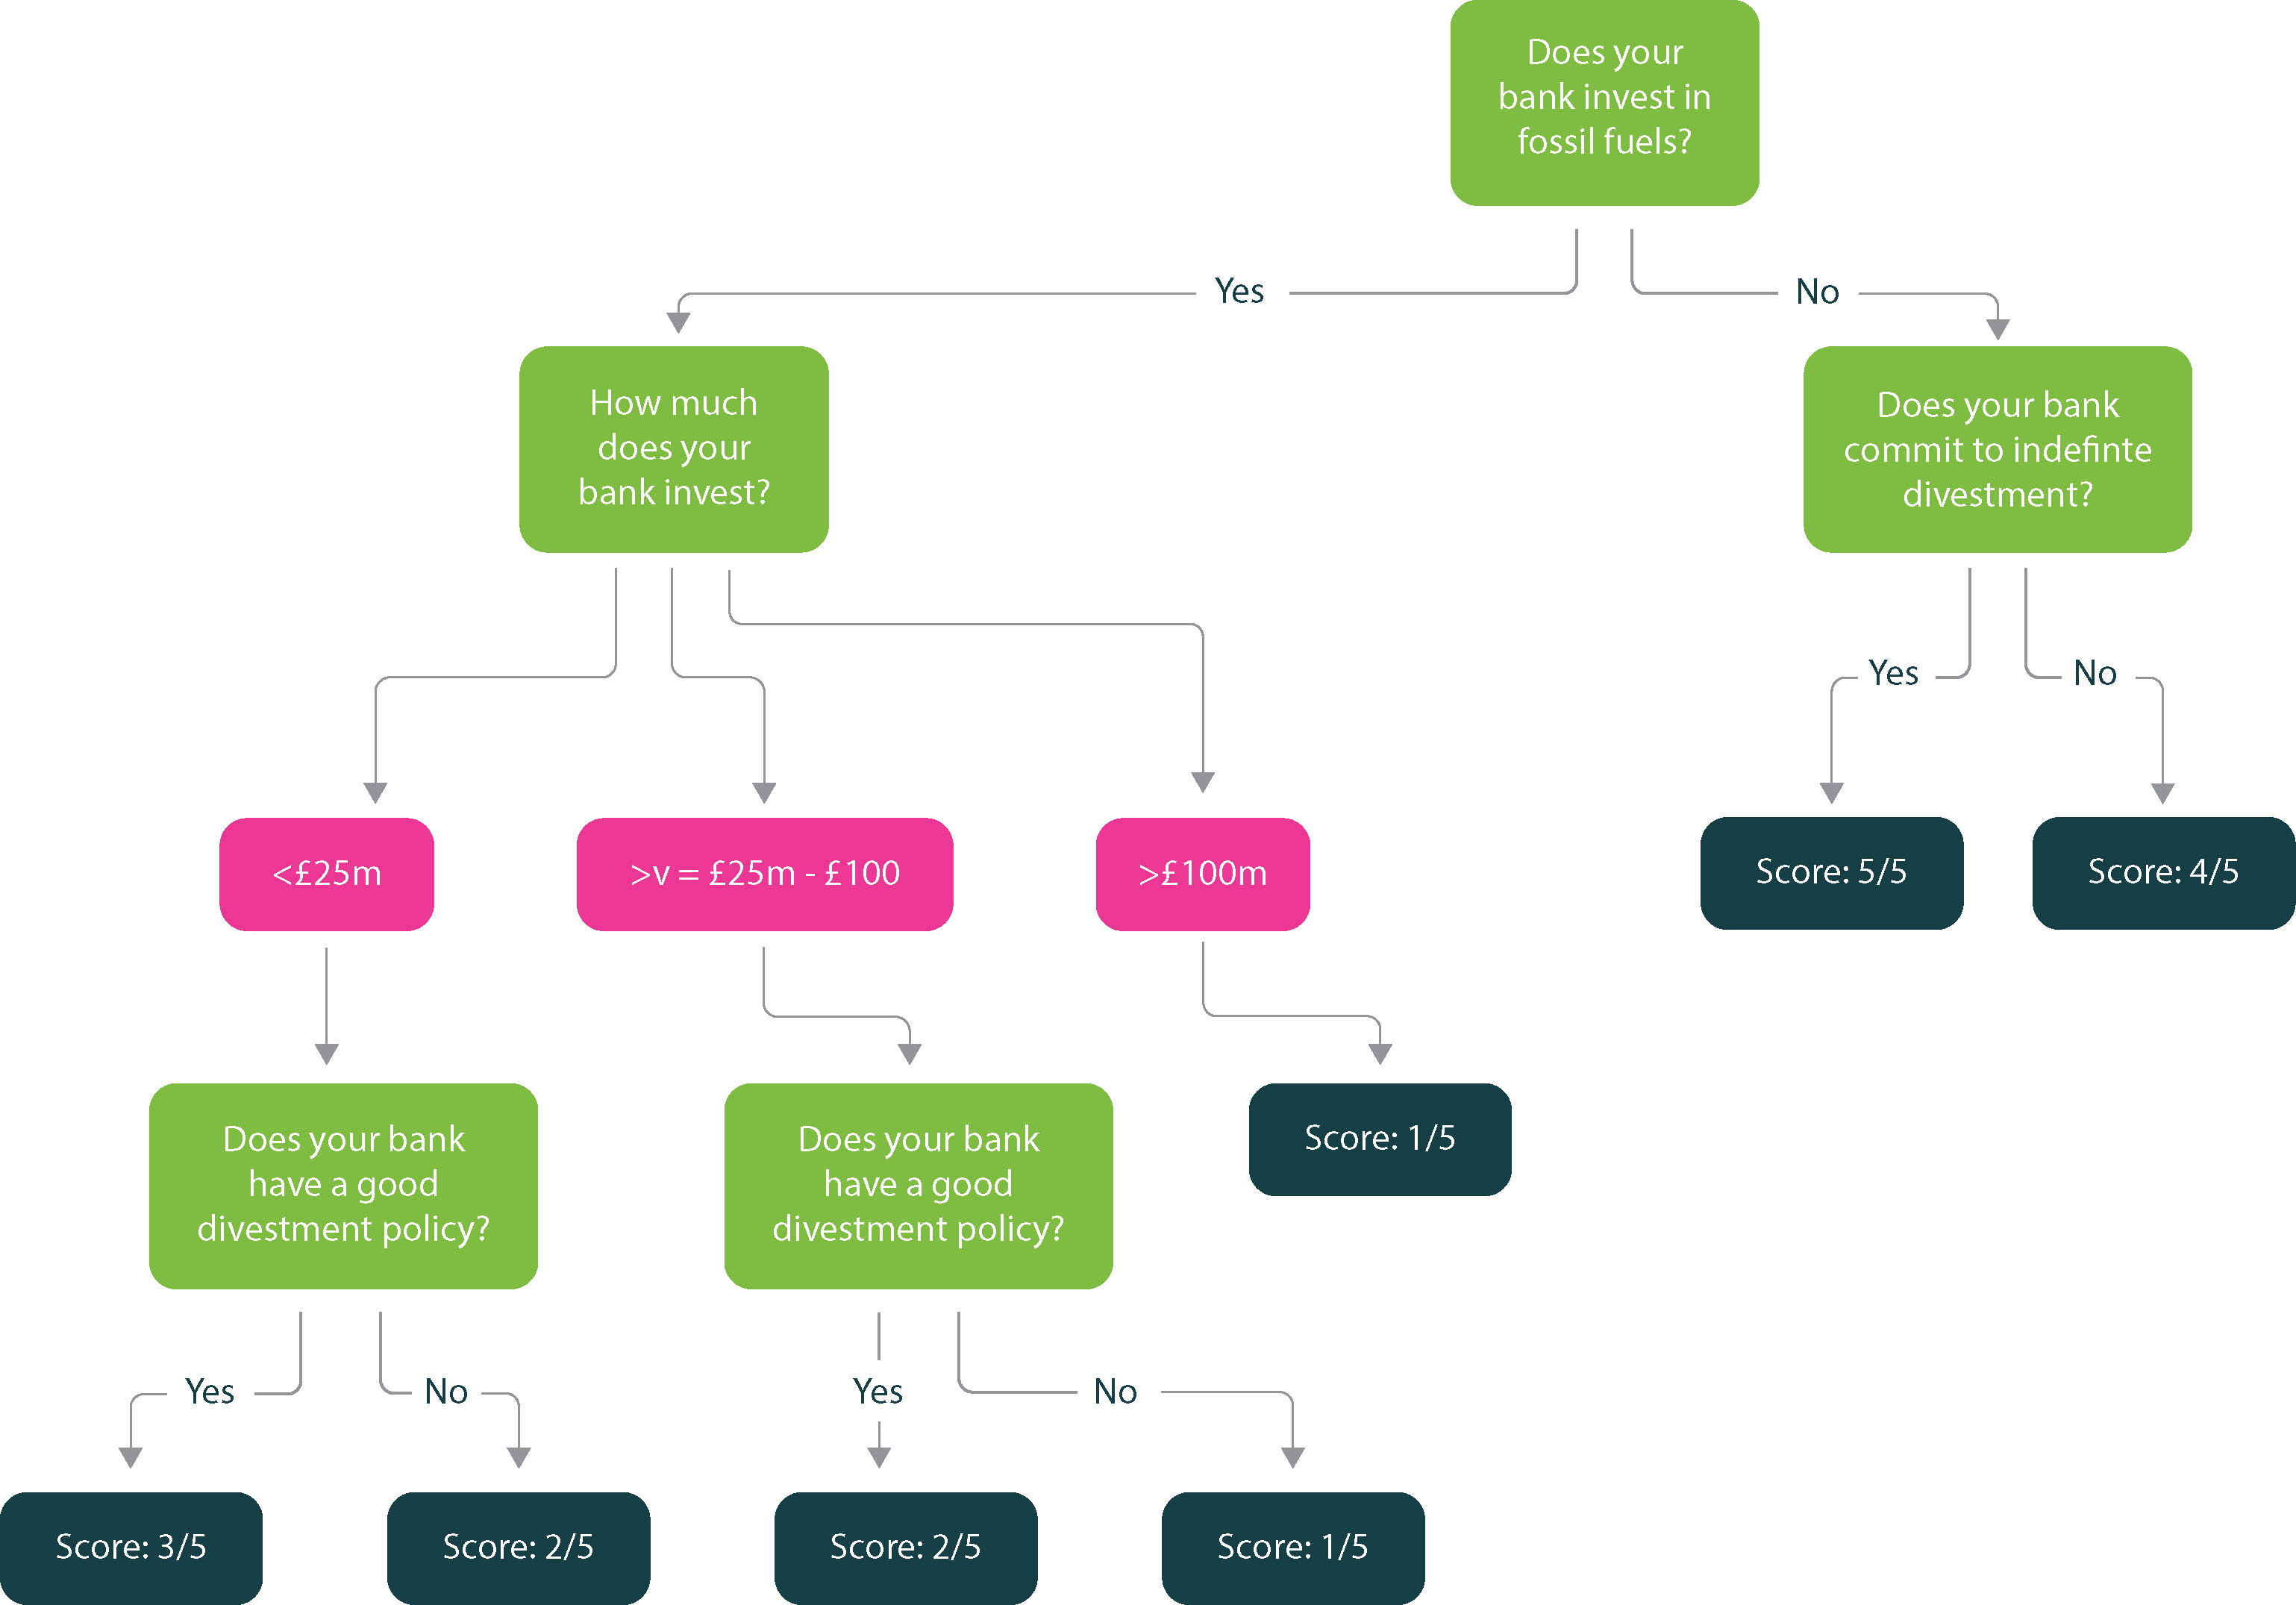 Does your
bank invest in
fossil fuels?
Yes
No
How much
does your
bank invest?
Does your bank
commit to indefinte
divestment?
Yes
No
<£25m
>v = £25m - £100
>£100m
Score: 5/5
Score: 4/5
Does your bank
have a good
divestment policy?
Does your bank
have a good
divestment policy?
Score: 1/5
Yes
No
Yes
No
Score: 3/5
Score: 2/5
Score: 2/5
Score: 1/5